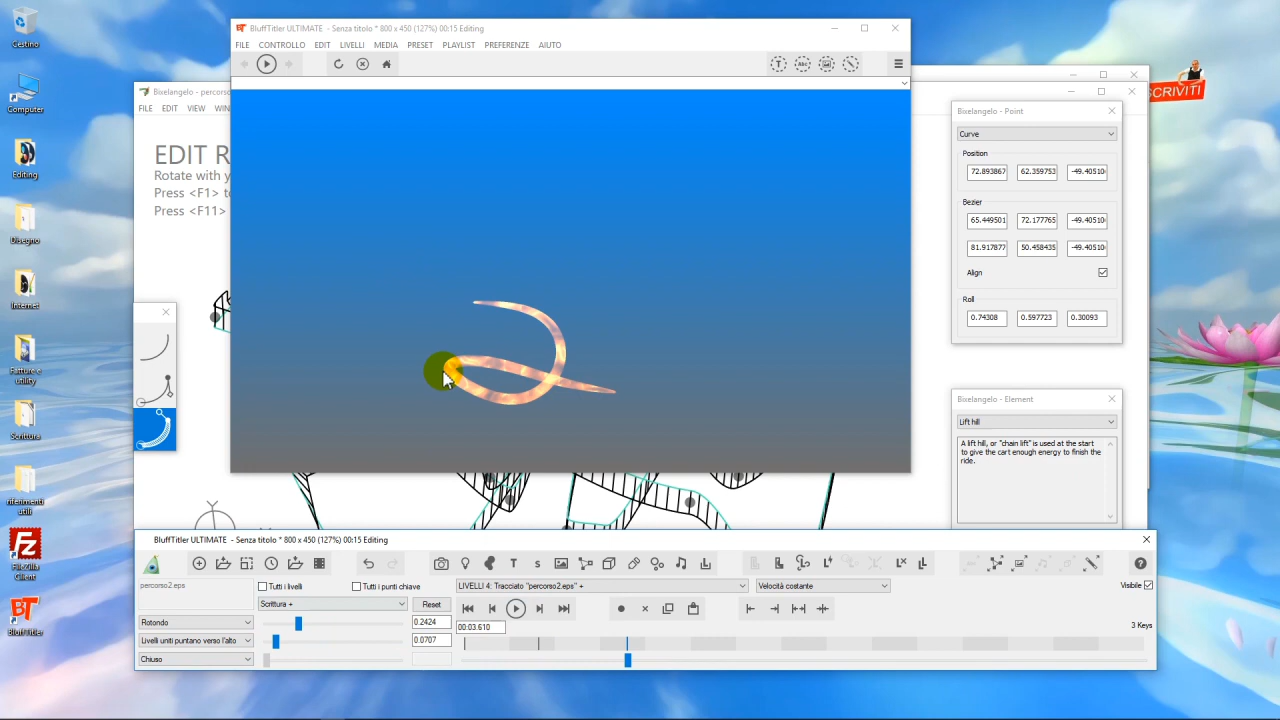 Cestino
Computer
Editing
Disegno
Internet
Fatture e
utility
Scrittura
riferimenti
utili
FileZilla
Client
BluffTitler
BluffTitler ULTIMATE - Senza titolo * 800 x 450 (127%) 00:15 Editing
FILE CONTROLLO EDIT LIVELLI MEDIA PRESET PLAYLIST PREFERENZE AIUTO
Bixelangelo - percorso
FILE EDIT VIEW WIN
EDIT R
Rotate with y
Press <F1> to
Press <F11>
SCRIVITI
Bixelangelo - Point
Curve
Position
72.893867 62.359753 -49.40510
Bezier
65.449501 72.177765 -49.40510
81.917877 50.458435 -49.40510
Align
Roll
0.74308 0.597723 0.30093
Bixelangelo - Element
Lift hill
A lift hill, or "chain lift" is used at the start
to give the cart enough energy to finish the
ride.
BluffTitler ULTIMATE - Senza titolo * 800 x 450 (127%) 00:15 Editing
percorso2.eps
Tutti i livelli
Tutti i punti chiave
LIVELLI 4: Tracciato "percorso2.eps" +
Velocità costante
Visibile
Scrittura +
Reset
Rotondo
0.2424
00:03.610
3 Keys
Livelli uniti puntano verso l'alto
0.0707
Chiuso